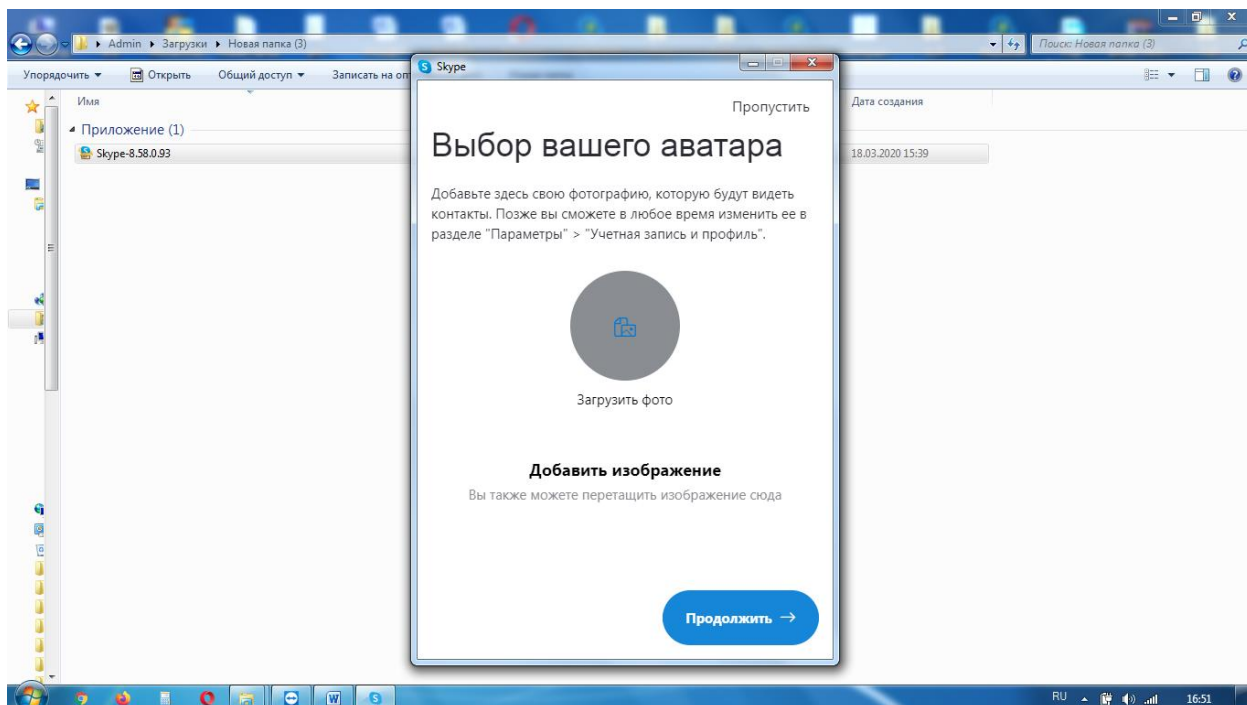 Admin ▸ Загрузки ▸ Новая папка (3)
Поиск: Новая папка (3)
Упорядочить
Открыть
Общий доступ
Записать на оп
Имя
Дата создания
Приложение (1)
Skype-8.58.0.93
18.03.2020 15:39
Skype
Пропустить
Выбор вашего аватара
Добавьте здесь свою фотографию, которую будут видеть
контакты. Позже вы сможете в любое время изменить ее в
разделе "Параметры" > "Учетная запись и профиль".
Загрузить фото
Добавить изображение
Вы также можете перетащить изображение сюда
Продолжить →
RU
16:51